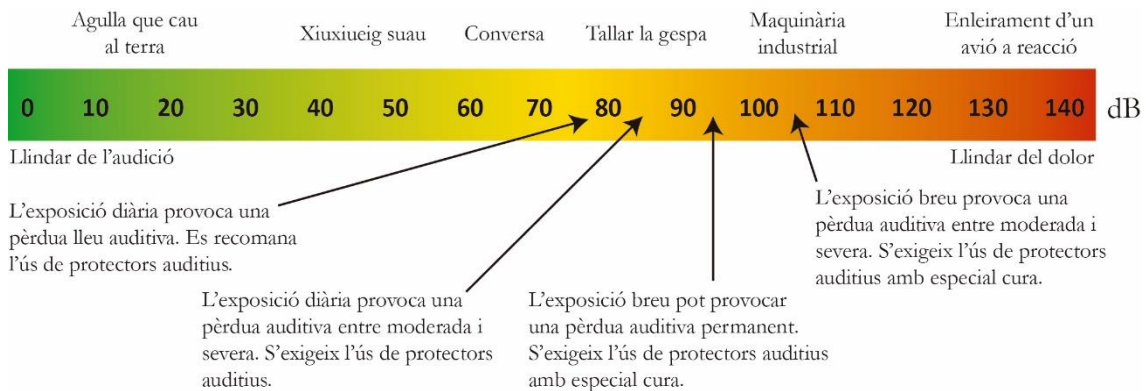 Agulla que cau
al terra
Xiuxiueig suau
Conversa
Tallar la gespa
Maquinària
industrial
Enleirament d'un
avió a reacció
0 10 20 30 40 50 60 70 80 90 100 110 120 130 140 dB
Llindar de l'audició
Llindar del dolor
L'exposició diària provoca una
pèrdua lleu auditiva. Es recomana
l'ús de protectors auditius.
L'exposició diària provoca una
pèrdua auditiva entre moderada i
severa. S'exigeix l'ús de protectors
auditius.
L'exposició breu pot provocar
una pèrdua auditiva permanent.
S'exigeix l'ús de protectors auditius
amb especial cura.
L'exposició breu provoca una
pèrdua auditiva entre moderada i
severa. S'exigeix l'ús de protectors
auditius amb especial cura.